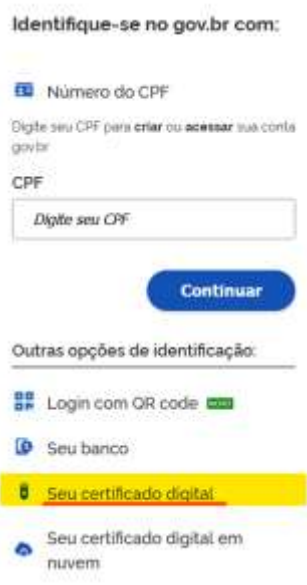 Identifique-se no gov.br com:
Número do CPF
Digite seu CPF para criar ou acessar sua conta
gov.br
CPF
Digite seu CPF
Continuar
Outras opções de identificação:
Login com QR code
Seu banco
Seu certificado digital
Seu certificado digital em
nuvem